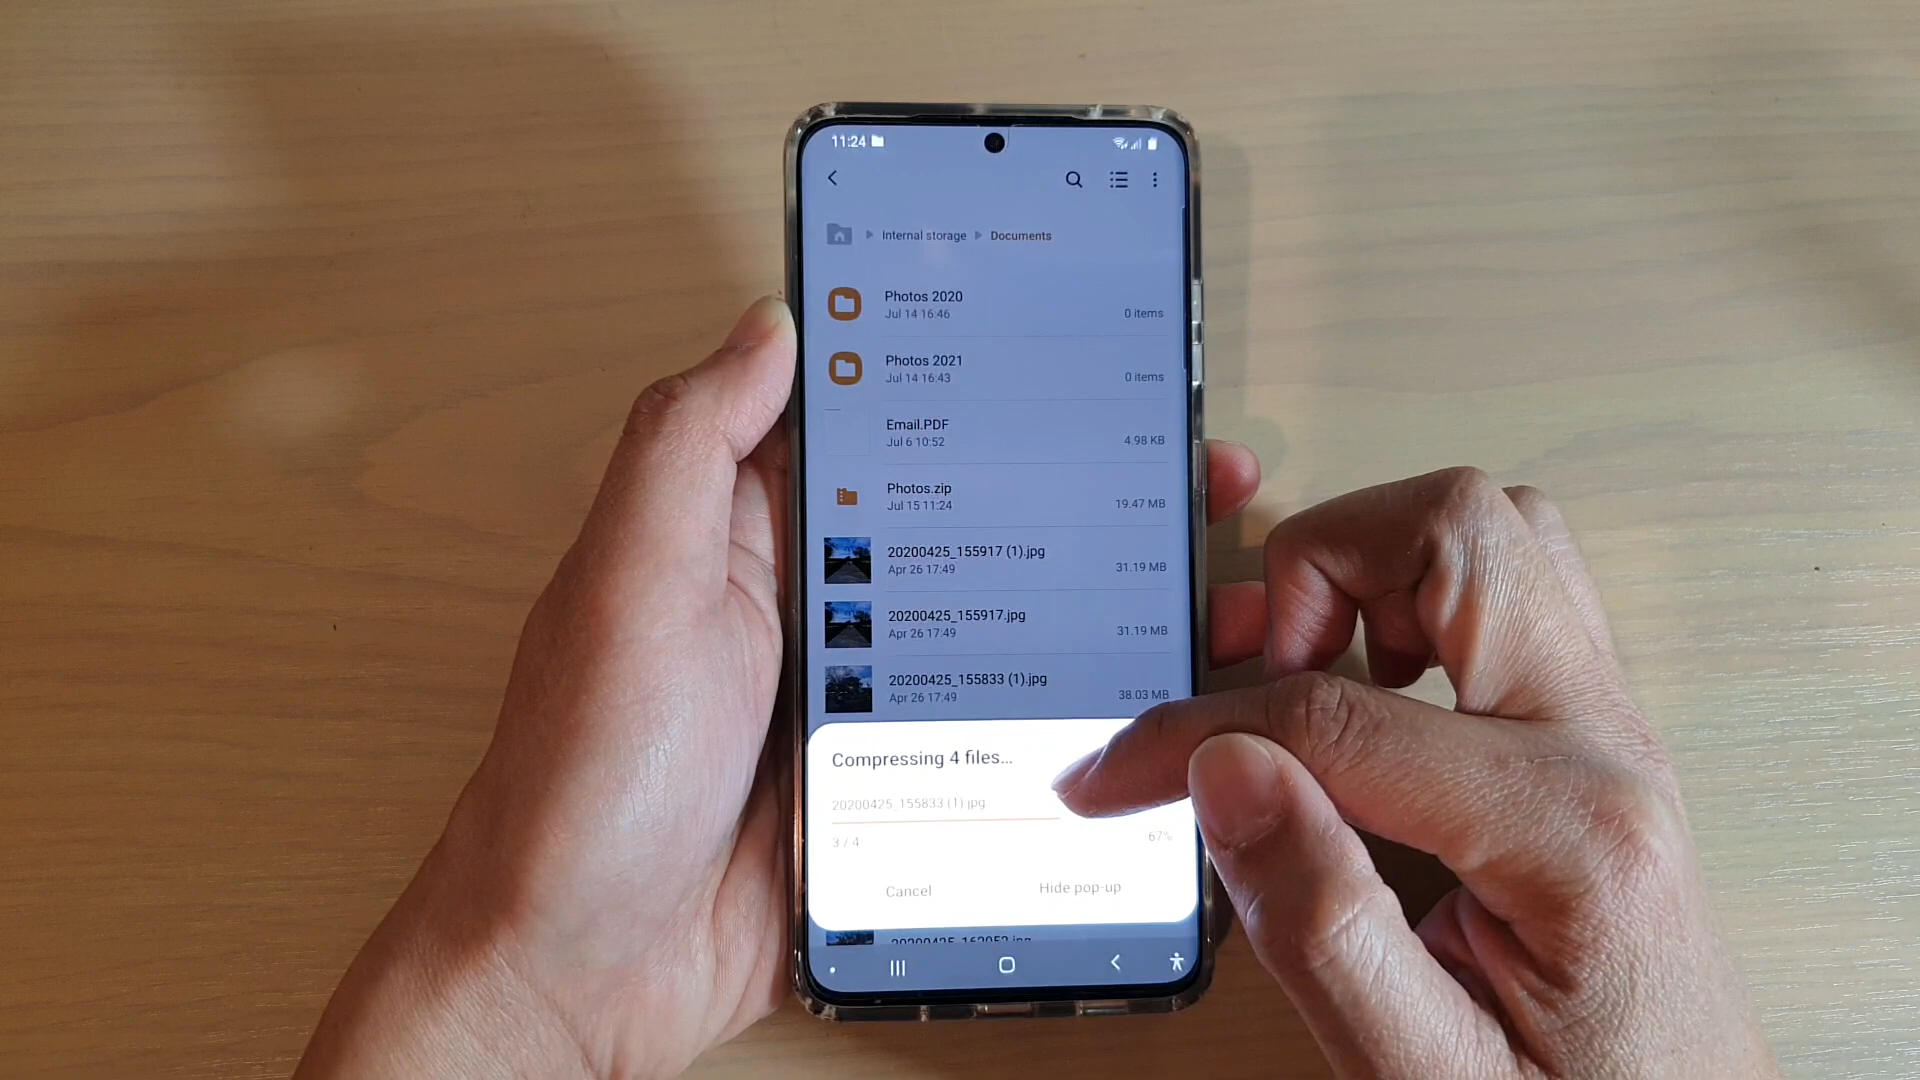 11:24
Internal storage Documents
Photos 2020
Jul 14 16:46
0 items
Photos 2021
Jul 14 16:43
0 items
Email.PDF
Jul 6 10:52
4.98 KB
Photos.zip
Jul 15 11:24
19.47 MB
20200425_155917 (1).jpg
Apr 26 17:49
31.19 MB
20200425_155917.jpg
Apr 26 17:49
31.19 MB
20200425_155833 (1).jpg
Apr 26 17:49
38.03 MB
Compressing 4 files...
20200425_155833 (1).jpg
3 / 4
67%
Cancel
Hide pop-up